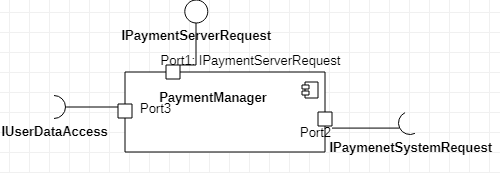 IPaymentServerRequest
Port1: IPaymentServerRequest
PaymentManager
Port3
IUserDataAccess
Port2
IPaymenetSystemRequest